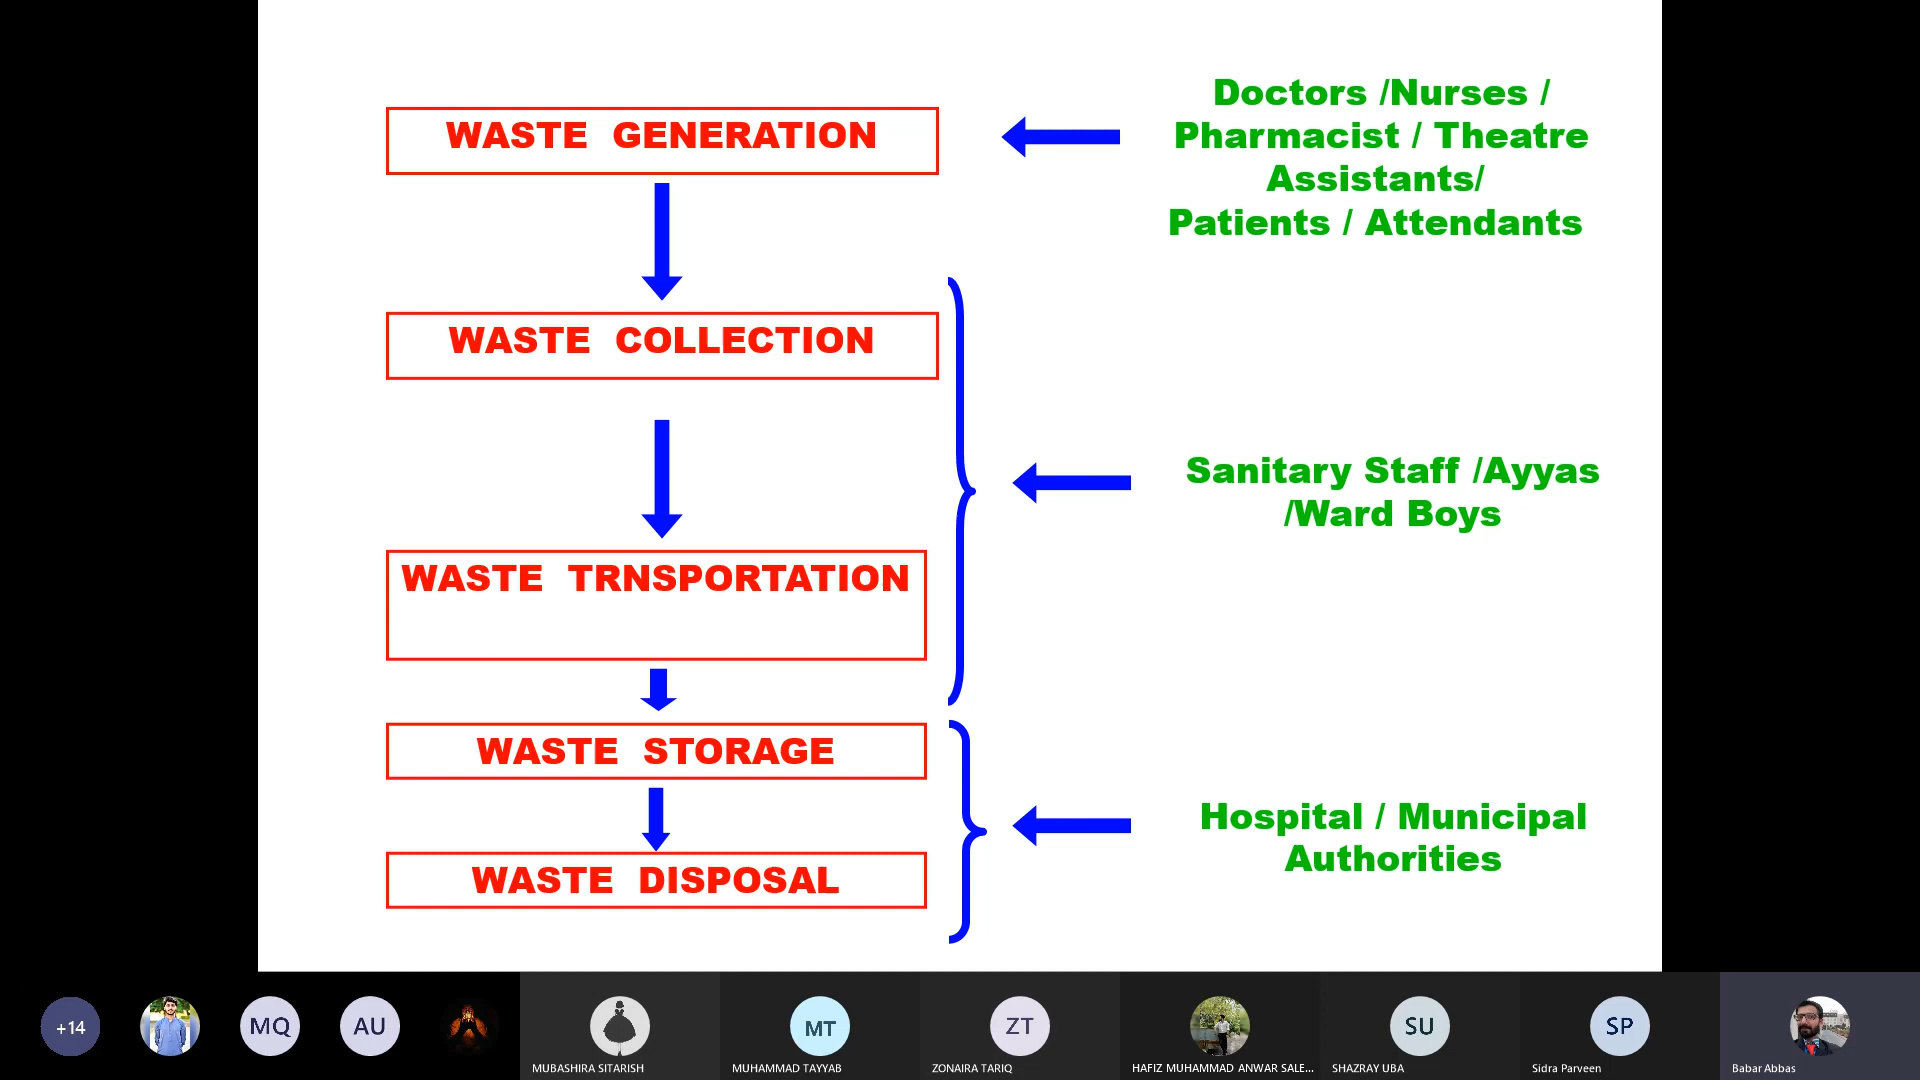 WASTE GENERATION
Doctors /Nurses /
Pharmacist / Theatre
Assistants/
Patients / Attendants
WASTE COLLECTION
WASTE TRNSPORTATION
Sanitary Staff /Ayyas
/Ward Boys
WASTE STORAGE
WASTE DISPOSAL
Hospital / Municipal
Authorities
+14
MQ
AU
MUBASHIRA SITARISH
MT
MUHAMMAD TAYYAB
ZT
ZONAIRA TARIQ
HAFIZ MUHAMMAD ANWAR SALE...
SU
SHAZRAY UBA
SP
Sidra Parveen
Babar Abbas